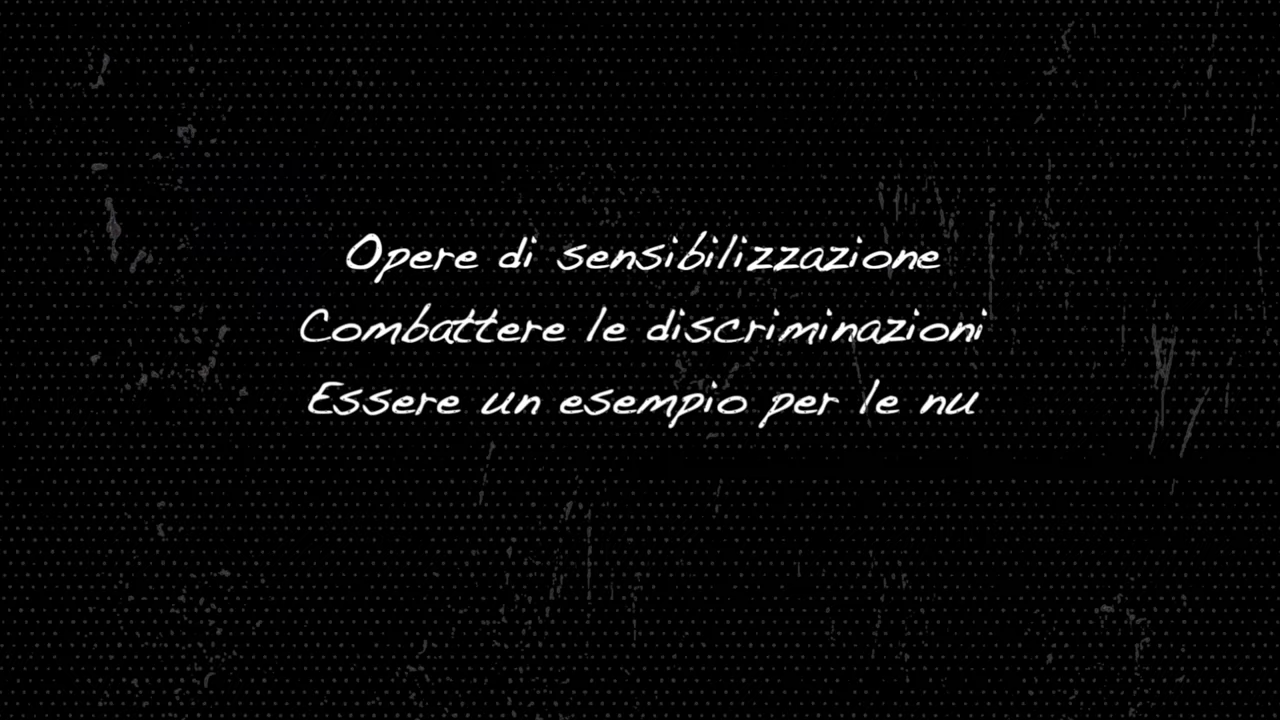 Opere di sensibilizzazione
Combattere le discriminazioni
Essere un esempio per le nu